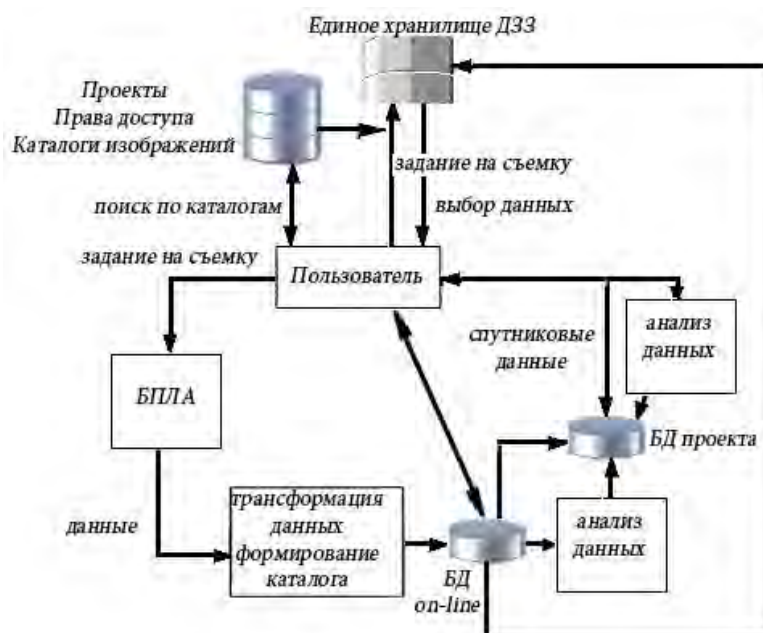 Единое хранилище ДЗЗ
Проекты
Права доступа
Каталоги изображений
задание на съемку
поиск по каталогам
выбор данных
задание на съемку
Пользователь
спутниковые
данные
анализ
данных
БПЛА
БД проекта
данные
трансформация
данных
формирование
каталога
анализ
данных
БД
on-line